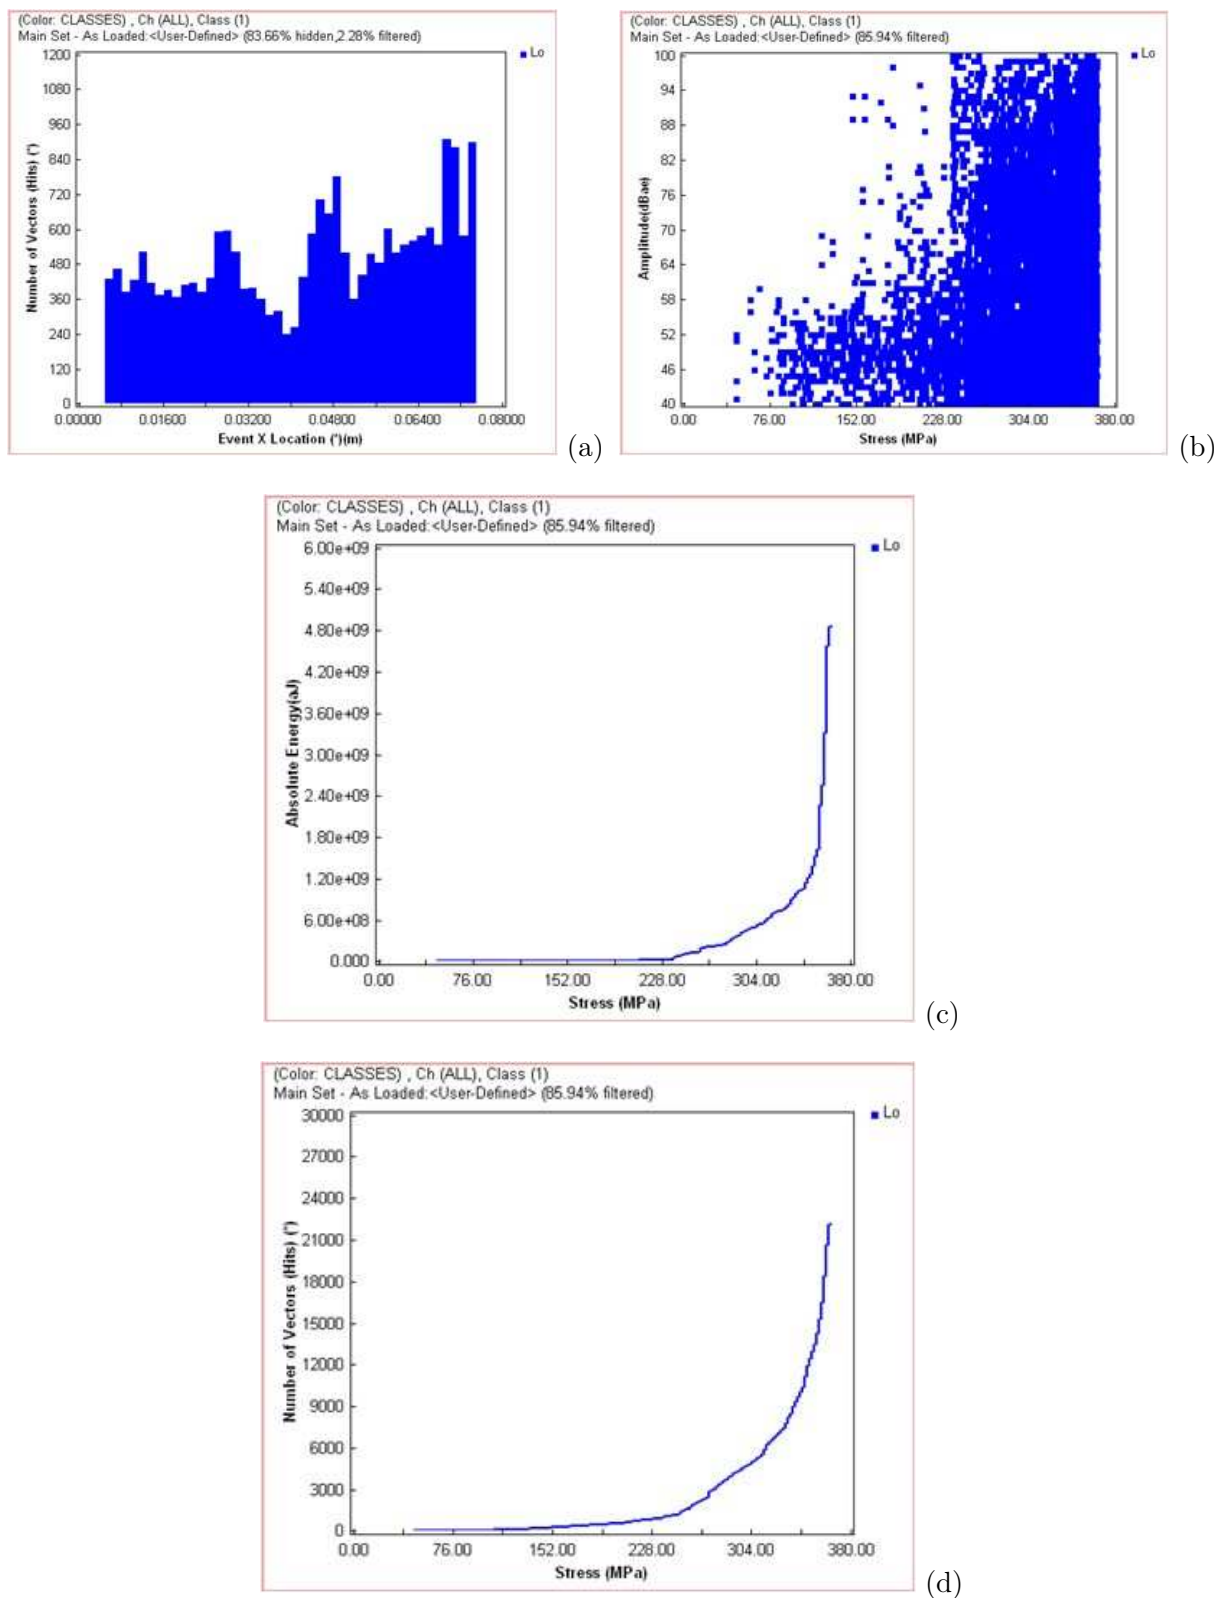 (Color: CLASSES) , Ch (ALL), Class (1)
Main Set - As Loaded:<User-Defined> (83.66% hidden,2.28% filtered)
Lo
Number of Vectors (Hits) (*)
1200
1080
960
840
720
600
480
360
240
120
0
0.00000 0.01600 0.03200 0.04800 0.06400 0.08000
Event X Location (*)(m)
(a)
(Color: CLASSES) , Ch (ALL), Class (1)
Main Set - As Loaded:<User-Defined> (85.94% filtered)
Lo
Amplitude(dBae)
100
94
88
82
76
70
64
58
52
46
40
0.00 76.00 152.00 228.00 304.00 380.00
Stress (MPa)
(b)
(Color: CLASSES) , Ch (ALL), Class (1)
Main Set - As Loaded:<User-Defined> (85.94% filtered)
Lo
Absolute Energy(aJ)
6.00e+09
5.40e+09
4.80e+09
4.20e+09
3.60e+09
3.00e+09
2.40e+09
1.80e+09
1.20e+09
6.00e+08
0.000
0.00 76.00 152.00 228.00 304.00 380.00
Stress (MPa)
(c)
(Color: CLASSES) , Ch (ALL), Class (1)
Main Set - As Loaded:<User-Defined> (85.94% filtered)
Lo
Number of Vectors (Hits) (*)
30000
27000
24000
21000
18000
15000
12000
9000
6000
3000
0
0.00 76.00 152.00 228.00 304.00 380.00
Stress (MPa)
(d)